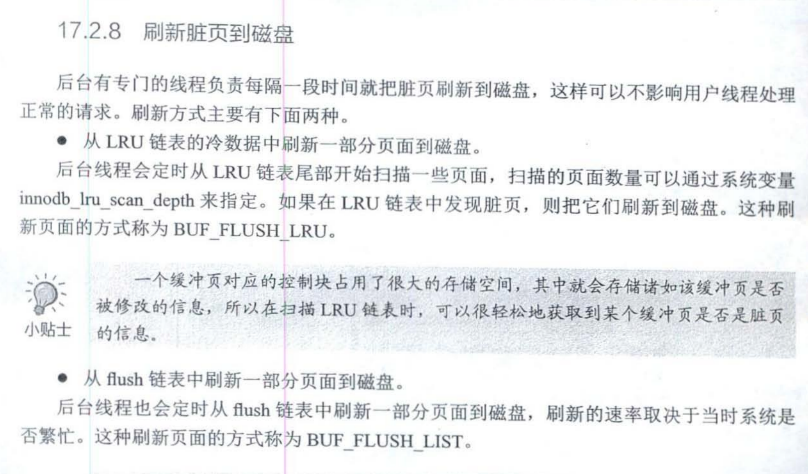 17.2.8 刷新脏页到磁盘
后台有专门的线程负责每隔一段时间就把脏页刷新到磁盘，这样可以不影响用户线程处理
正常的请求。刷新方式主要有下面两种。
● 从 LRU 链表的冷数据中刷新一部分页面到磁盘。
后台线程会定时从 LRU 链表尾部开始扫描一些页面，扫描的页面数量可以通过系统变量
innodb_lru_scan_depth 来指定。如果在 LRU 链表中发现脏页，则把它们刷新到磁盘。这种刷
新页面的方式称为 BUF_FLUSH_LRU。
一个缓冲页对应的控制块占用了很大的存储空间，其中就会存储诸如该缓冲页是否
被修改的信息，所以在扫描 LRU 链表时，可以很轻松地获取到某个缓冲页是否是脏页
的信息。
小贴士
● 从 flush 链表中刷新一部分页面到磁盘。
后台线程也会定时从 flush 链表中刷新一部分页面到磁盘，刷新的速率取决于当时系统是
否繁忙。这种刷新页面的方式称为 BUF_FLUSH_LIST。